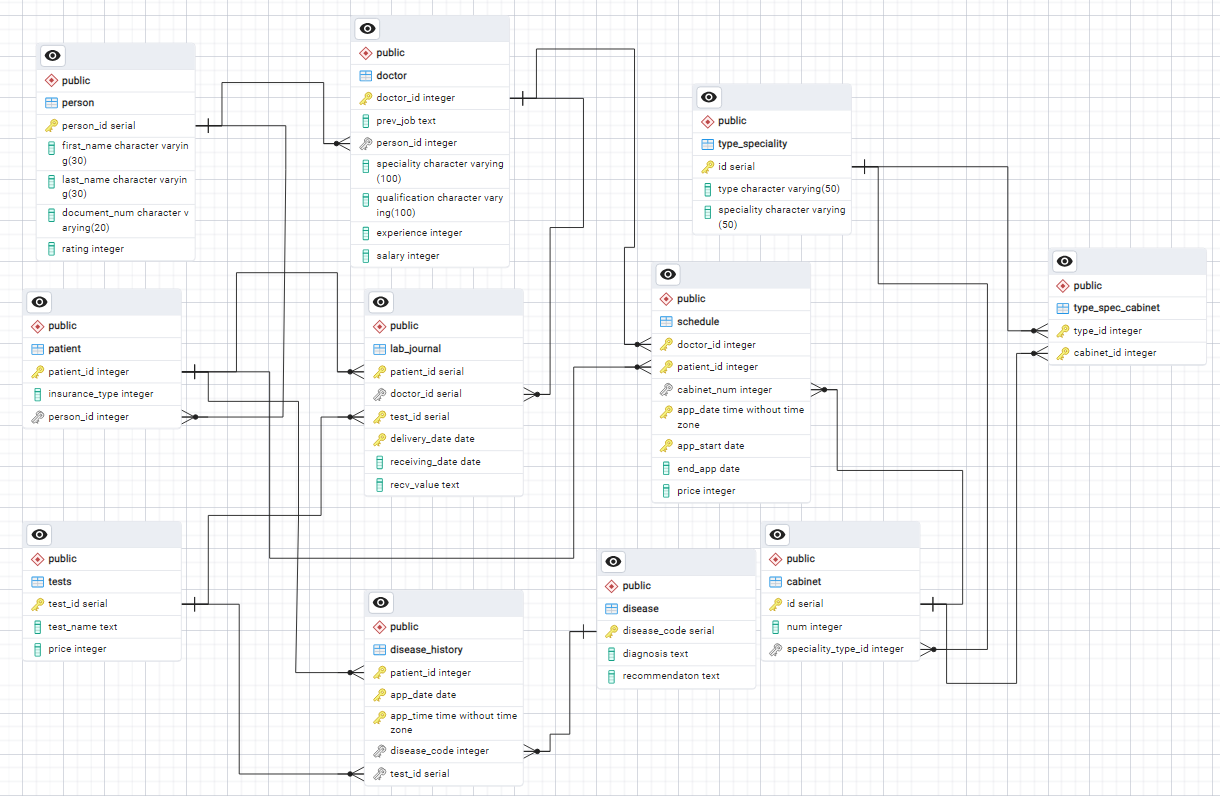 public
person
person_id serial
first_name character varyin
g(30)
last_name character varyin
g(30)
document_num character v
arying(20)
rating integer
public
doctor
doctor_id integer
prev_job text
person_id integer
speciality character varying
(100)
qualification character vary
ing(100)
experience integer
salary integer
public
type_speciality
id serial
type character varying(50)
speciality character varying
(50)
public
type_spec_cabinet
type_id integer
cabinet_id integer
public
patient
patient_id integer
insurance_type integer
person_id integer
public
lab_journal
patient_id serial
doctor_id serial
test_id serial
delivery_date date
receiving_date date
recv_value text
public
schedule
doctor_id integer
patient_id integer
cabinet_num integer
app_date time without time
zone
app_start date
end_app date
price integer
public
tests
test_id serial
test_name text
price integer
public
disease_history
patient_id integer
app_date date
app_time time without time
zone
disease_code integer
test_id serial
public
disease
disease_code serial
diagnosis text
recommendaton text
public
cabinet
id serial
num integer
speciality_type_id integer